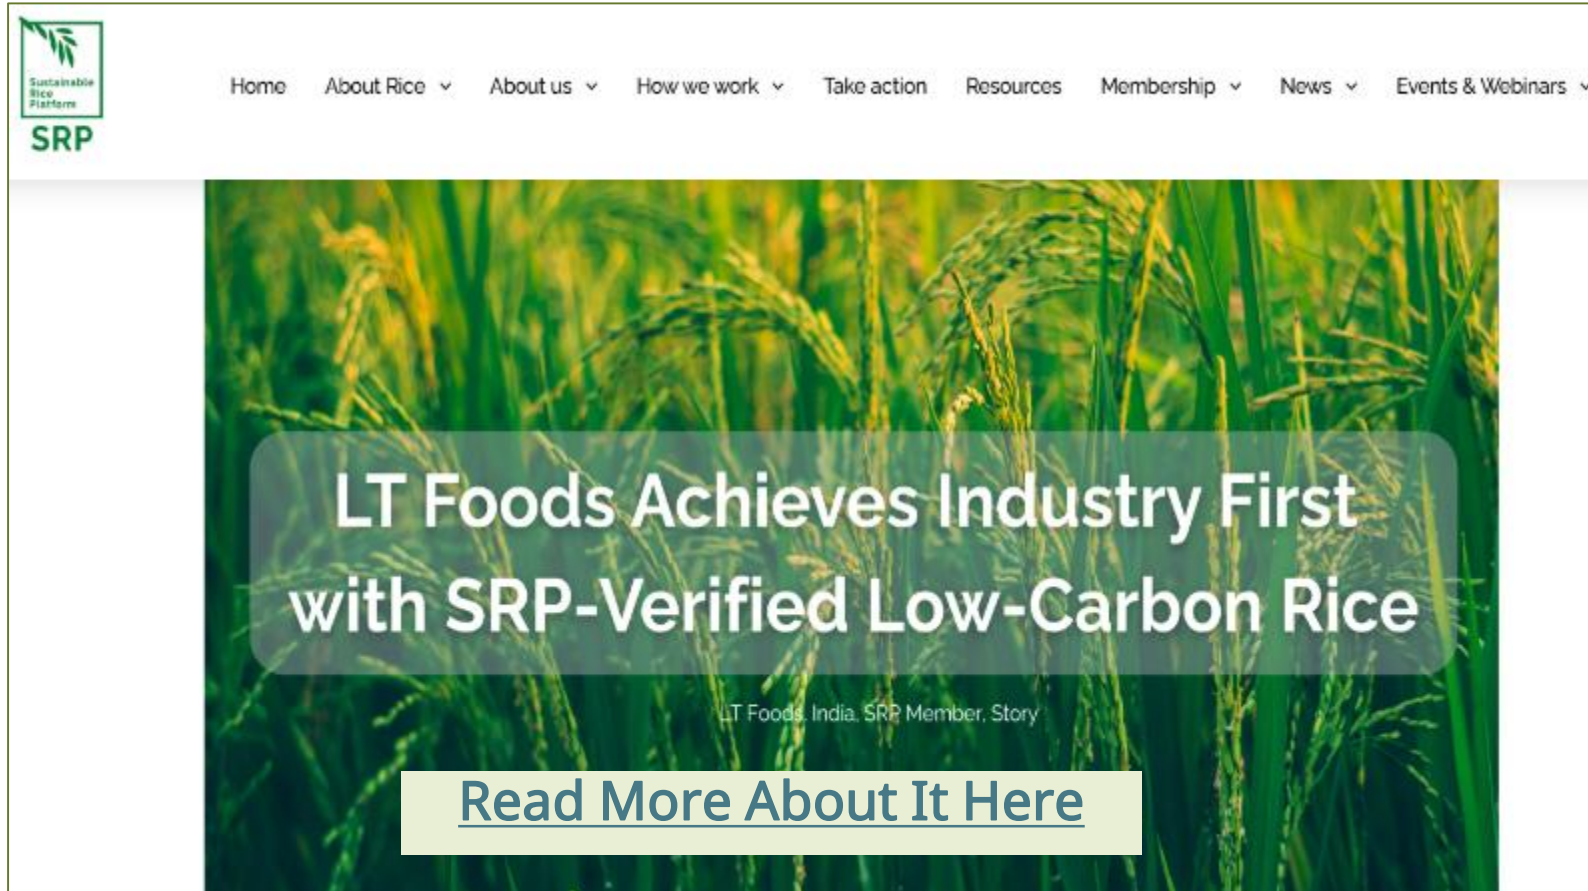 Sustainable
Rice
Platform
SRP
Home About Rice About us How we work Take action Resources Membership News Events & Webinars
LT Foods Achieves Industry First
with SRP-Verified Low-Carbon Rice
LT Foods, India, SRP Member, Story
Read More About It Here